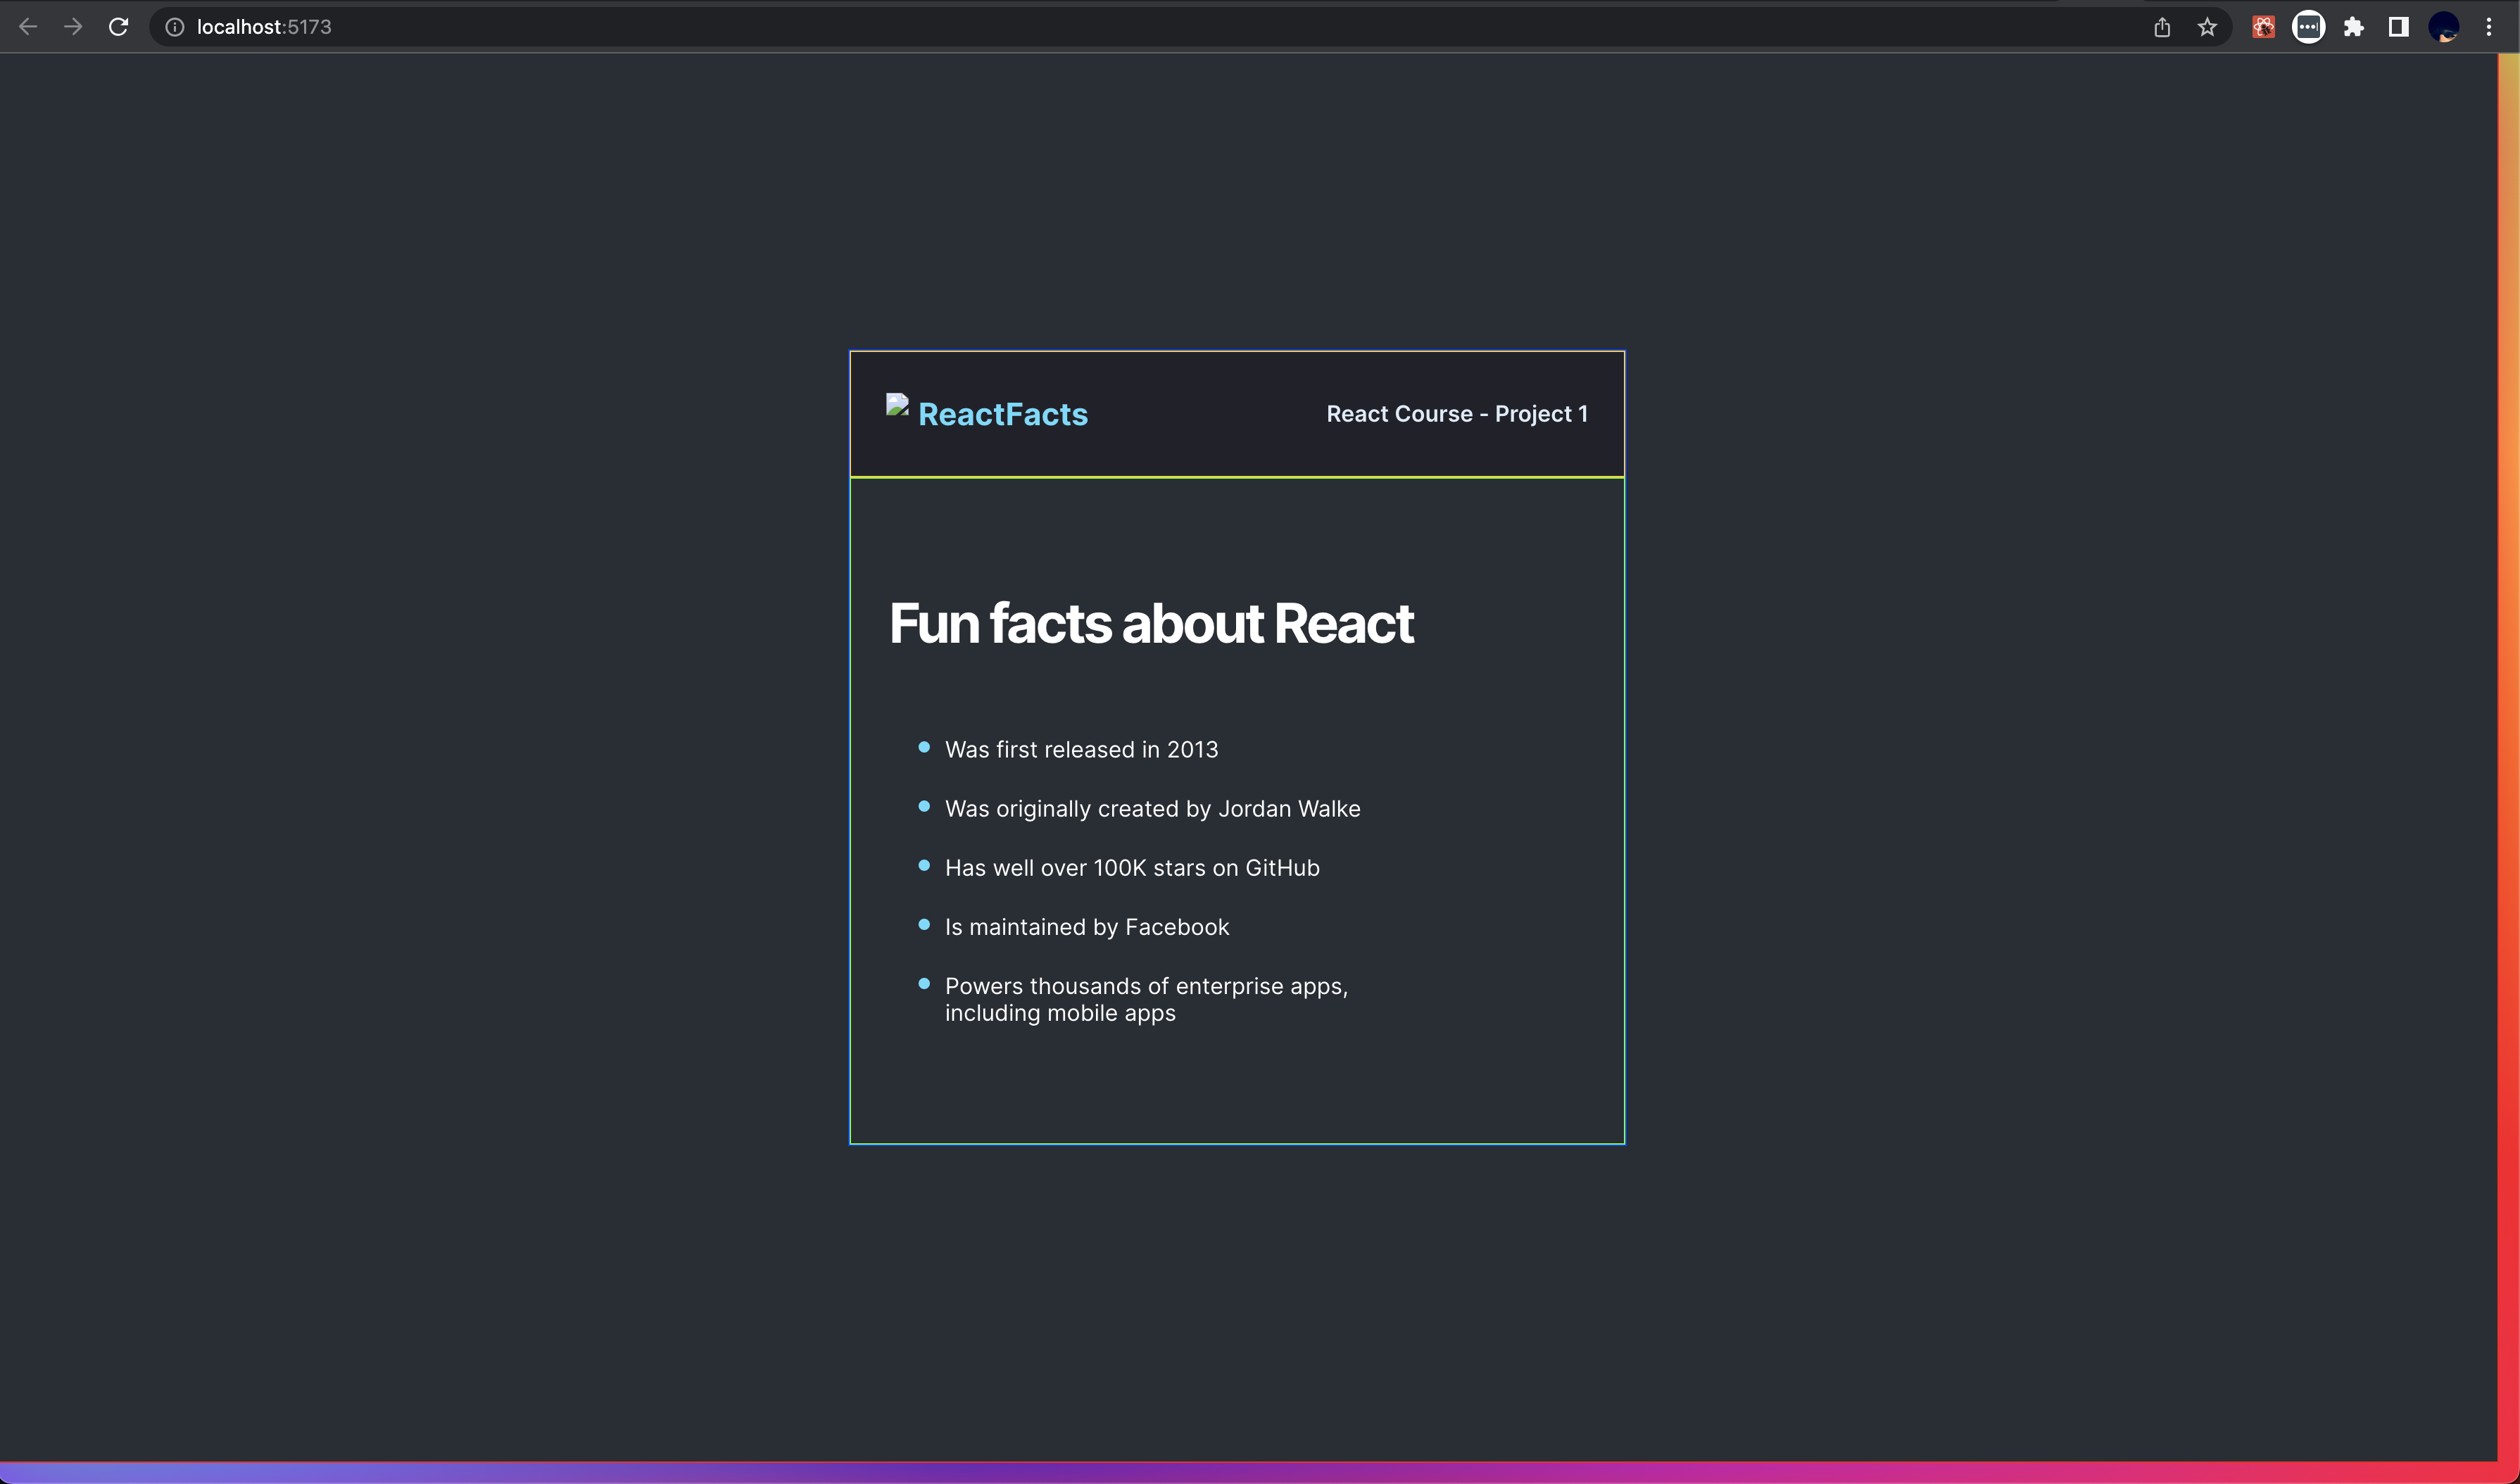 localhost:5173
ReactFacts
React Course - Project 1
Fun facts about React
Was first released in 2013
Was originally created by Jordan Walke
Has well over 100K stars on GitHub
Is maintained by Facebook
Powers thousands of enterprise apps,
including mobile apps